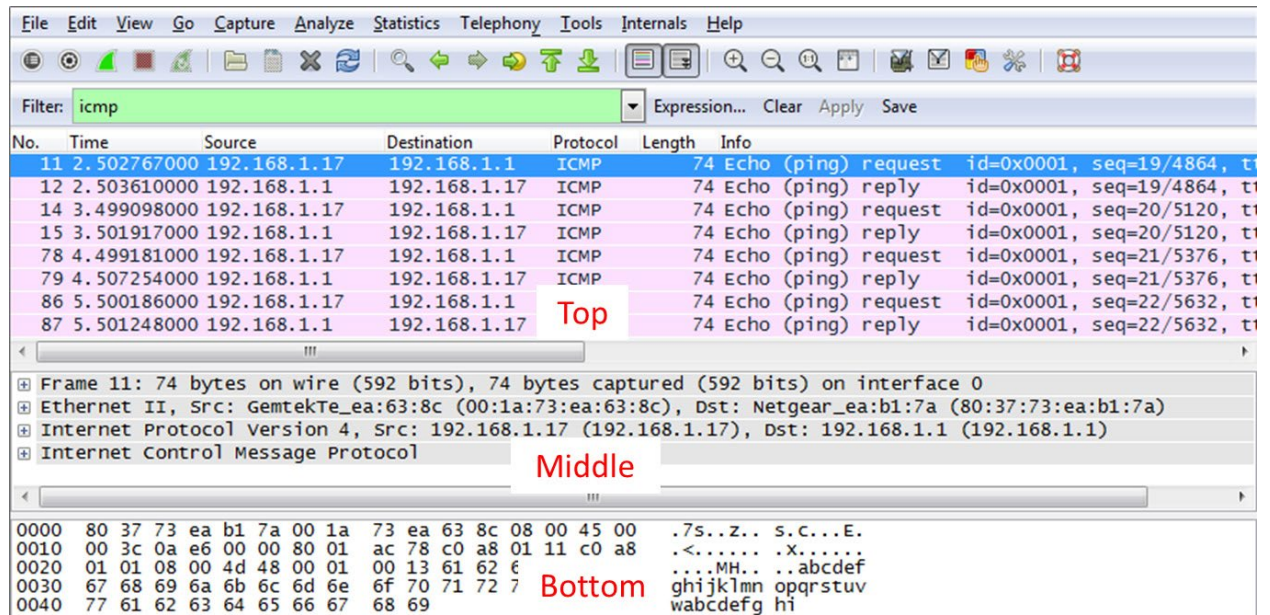 File Edit View Go Capture Analyze Statistics Telephony Tools Internals Help
Filter: icmp Expression... Clear Apply Save
No. Time Source Destination Protocol Length Info
11 2.502767000 192.168.1.17 192.168.1.1 ICMP 74 Echo (ping) request id=0x0001, seq=19/4864,
12 2.503610000 192.168.1.1 192.168.1.17 ICMP 74 Echo (ping) reply id=0x0001, seq=19/4864,
14 3.499098000 192.168.1.17 192.168.1.1 ICMP 74 Echo (ping) request id=0x0001, seq=20/5120,
15 3.501917000 192.168.1.1 192.168.1.17 ICMP 74 Echo (ping) reply id=0x0001, seq=20/5120,
78 4.499181000 192.168.1.17 192.168.1.1 ICMP 74 Echo (ping) request id=0x0001, seq=21/5376,
79 4.507254000 192.168.1.1 192.168.1.17 ICMP 74 Echo (ping) reply id=0x0001, seq=21/5376,
86 5.500186000 192.168.1.17 192.168.1.1 ICMP 74 Echo (ping) request id=0x0001, seq=22/5632,
87 5.501248000 192.168.1.1 192.168.1.17 74 Echo (ping) reply id=0x0001, seq=22/5632,
Top
Frame 11: 74 bytes on wire (592 bits), 74 bytes captured (592 bits) on interface 0
Ethernet II, Src: GemtekTe_ea:63:8c (00:1a:73:ea:63:8c), Dst: Netgear_ea:b1:7a (80:37:73:ea:b1:7a)
Internet Protocol Version 4, Src: 192.168.1.17 (192.168.1.17), Dst: 192.168.1.1 (192.168.1.1)
Internet Control Message Protocol
Middle
0000 80 37 73 ea b1 7a 00 1a 73 ea 63 8c 08 00 45 00 .7s..z.. s.c...E.
0010 00 3c 0a e6 00 00 80 01 ac 78 c0 a8 01 11 c0 a8 .<...... .x......
0020 01 01 08 00 4d 48 00 01 00 13 61 62 ....MH.. ..abcdef
0030 67 68 69 6a 6b 6c 6d 6e 6f 70 71 72 ghijklmn opqrstuv
0040 77 61 62 63 64 65 66 67 68 69 wabcdefg hi
Bottom